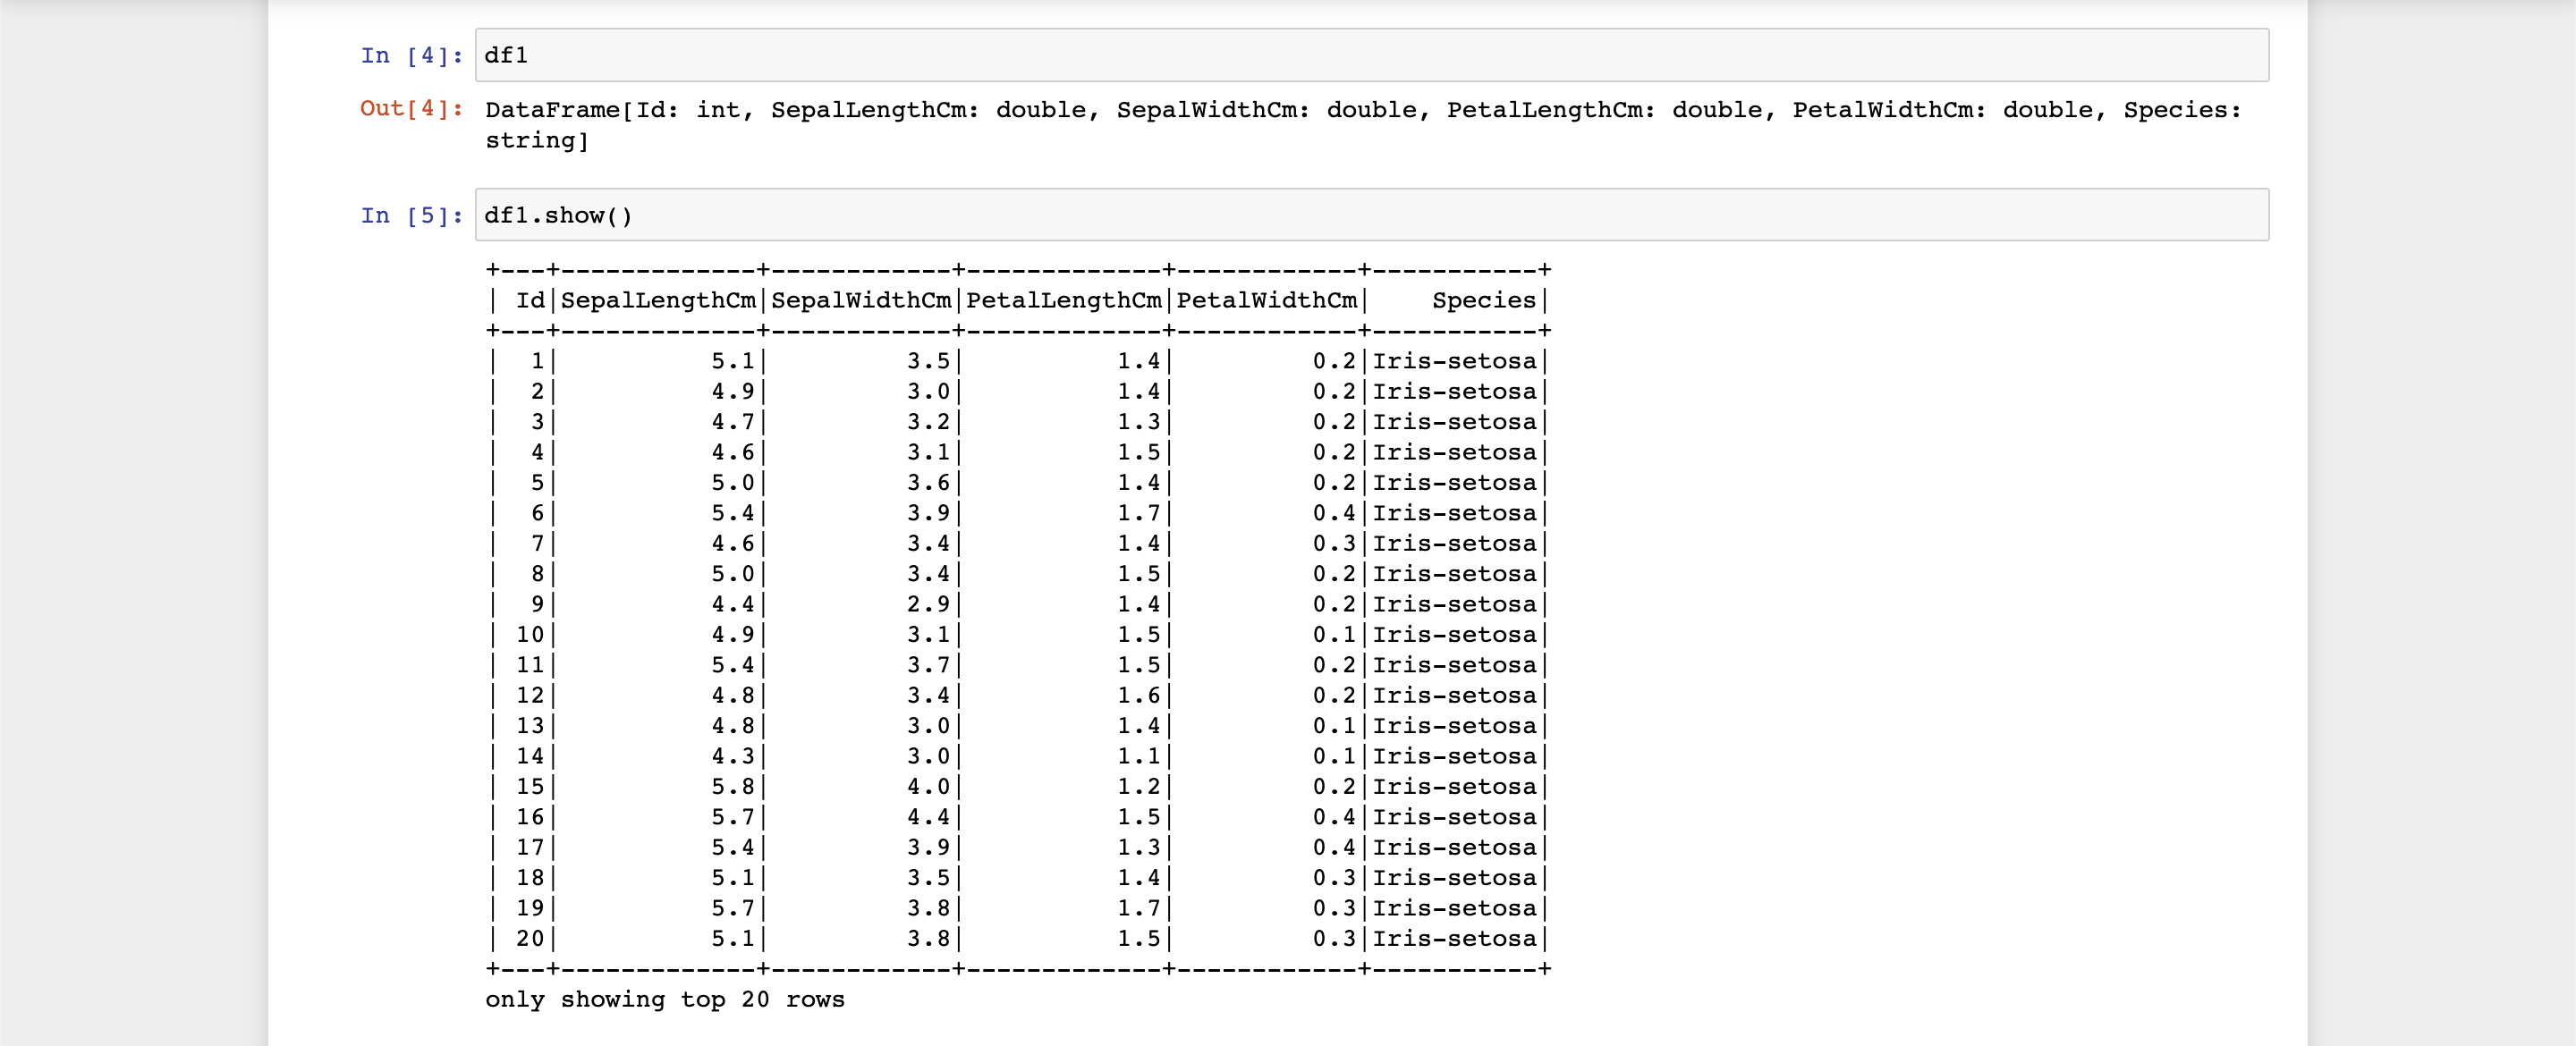 In [4]: df1
Out[4]: DataFrame[Id: int, SepalLengthCm: double, SepalWidthCm: double, PetalLengthCm: double, PetalWidthCm: double, Species:
string]
In [5]: df1.show()
+---+-------------+------------+-------------+------------+-----------+
| Id|SepalLengthCm|SepalWidthCm|PetalLengthCm|PetalWidthCm|    Species|
+---+-------------+------------+-------------+------------+-----------+
|  1|          5.1|         3.5|          1.4|         0.2|Iris-setosa|
|  2|          4.9|         3.0|          1.4|         0.2|Iris-setosa|
|  3|          4.7|         3.2|          1.3|         0.2|Iris-setosa|
|  4|          4.6|         3.1|          1.5|         0.2|Iris-setosa|
|  5|          5.0|         3.6|          1.4|         0.2|Iris-setosa|
|  6|          5.4|         3.9|          1.7|         0.4|Iris-setosa|
|  7|          4.6|         3.4|          1.4|         0.3|Iris-setosa|
|  8|          5.0|         3.4|          1.5|         0.2|Iris-setosa|
|  9|          4.4|         2.9|          1.4|         0.2|Iris-setosa|
| 10|          4.9|         3.1|          1.5|         0.1|Iris-setosa|
| 11|          5.4|         3.7|          1.5|         0.2|Iris-setosa|
| 12|          4.8|         3.4|          1.6|         0.2|Iris-setosa|
| 13|          4.8|         3.0|          1.4|         0.1|Iris-setosa|
| 14|          4.3|         3.0|          1.1|         0.1|Iris-setosa|
| 15|          5.8|         4.0|          1.2|         0.2|Iris-setosa|
| 16|          5.7|         4.4|          1.5|         0.4|Iris-setosa|
| 17|          5.4|         3.9|          1.3|         0.4|Iris-setosa|
| 18|          5.1|         3.5|          1.4|         0.3|Iris-setosa|
| 19|          5.7|         3.8|          1.7|         0.3|Iris-setosa|
| 20|          5.1|         3.8|          1.5|         0.3|Iris-setosa|
+---+-------------+------------+-------------+------------+-----------+
only showing top 20 rows